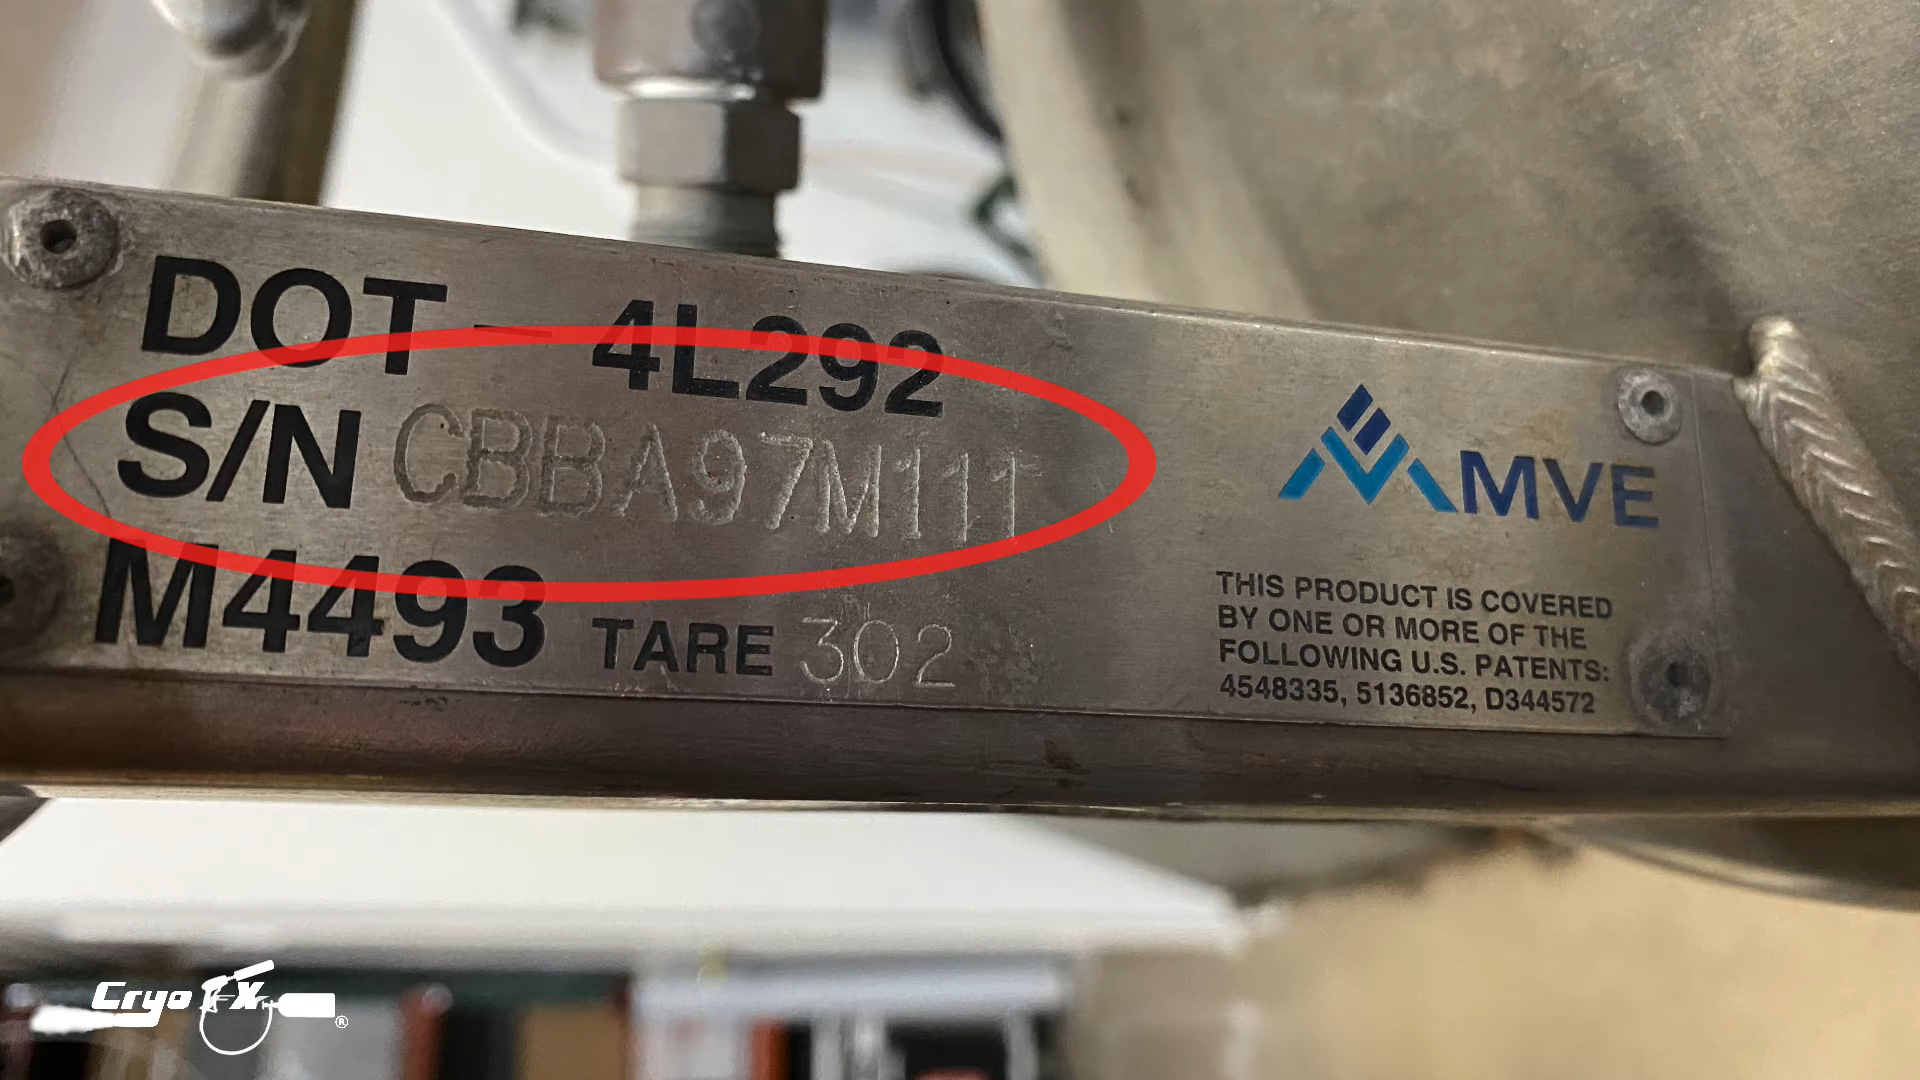 DOT - 4L292
S/N CBBA97M111
M4493 TARE 302
MVE
THIS PRODUCT IS COVERED
BY ONE OR MORE OF THE
FOLLOWING U.S. PATENTS:
4548335, 5136852, D344572
Cryo FX ®